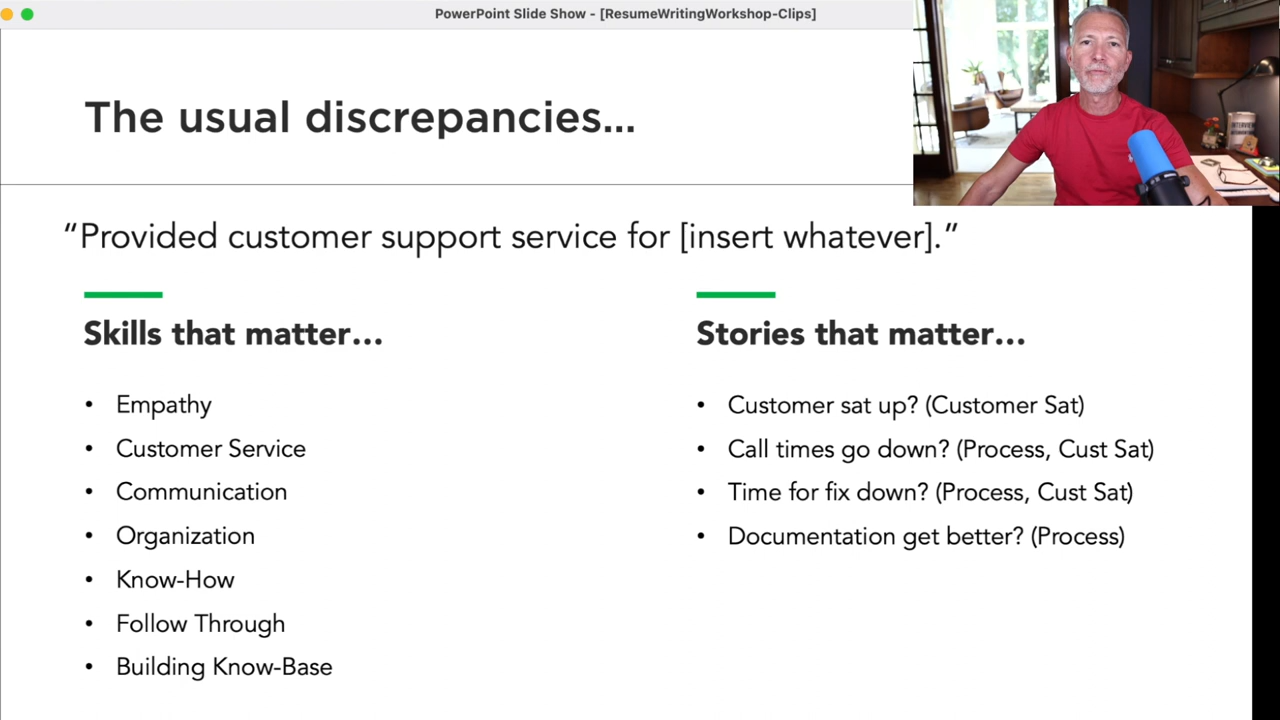 PowerPoint Slide Show - [ResumeWritingWorkshop-Clips]
The usual discrepancies...
“Provided customer support service for [insert whatever].”
Skills that matter...
• Empathy
• Customer Service
• Communication
• Organization
• Know-How
• Follow Through
• Building Know-Base
Stories that matter...
• Customer sat up? (Customer Sat)
• Call times go down? (Process, Cust Sat)
• Time for fix down? (Process, Cust Sat)
• Documentation get better? (Process)
INTERVIEW